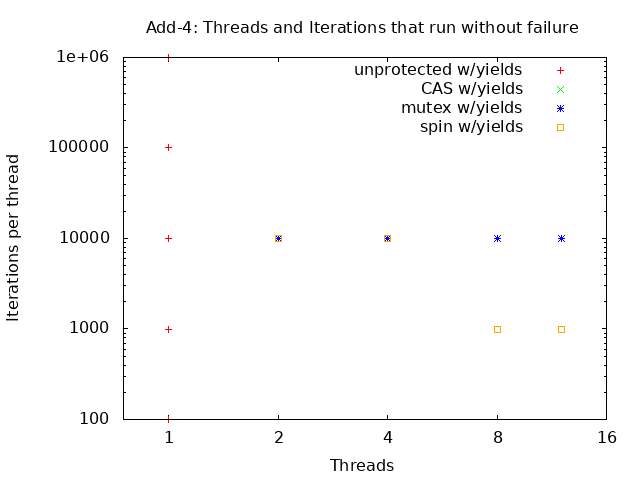 Add-4: Threads and Iterations that run without failure
1e+06
100000
10000
1000
100
Iterations per thread
unprotected w/yields
CAS w/yields
mutex w/yields
spin w/yields
1 2 4 8 16
Threads